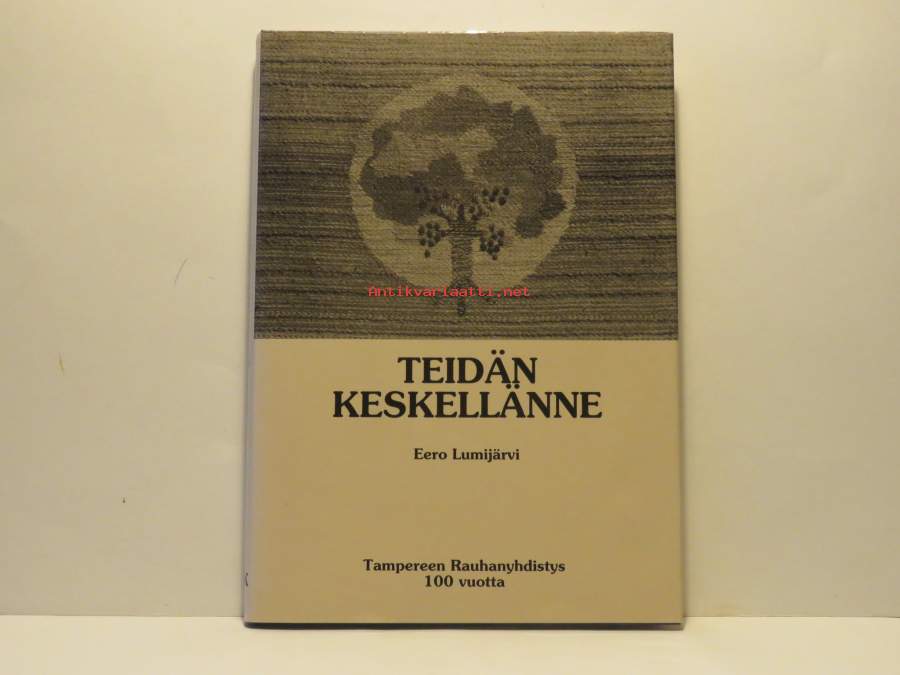 Antikvariaatti.net
TEIDÄN
KESKELLÄNNE
Eero Lumijärvi
Tampereen Rauhanyhdistys
100 vuotta